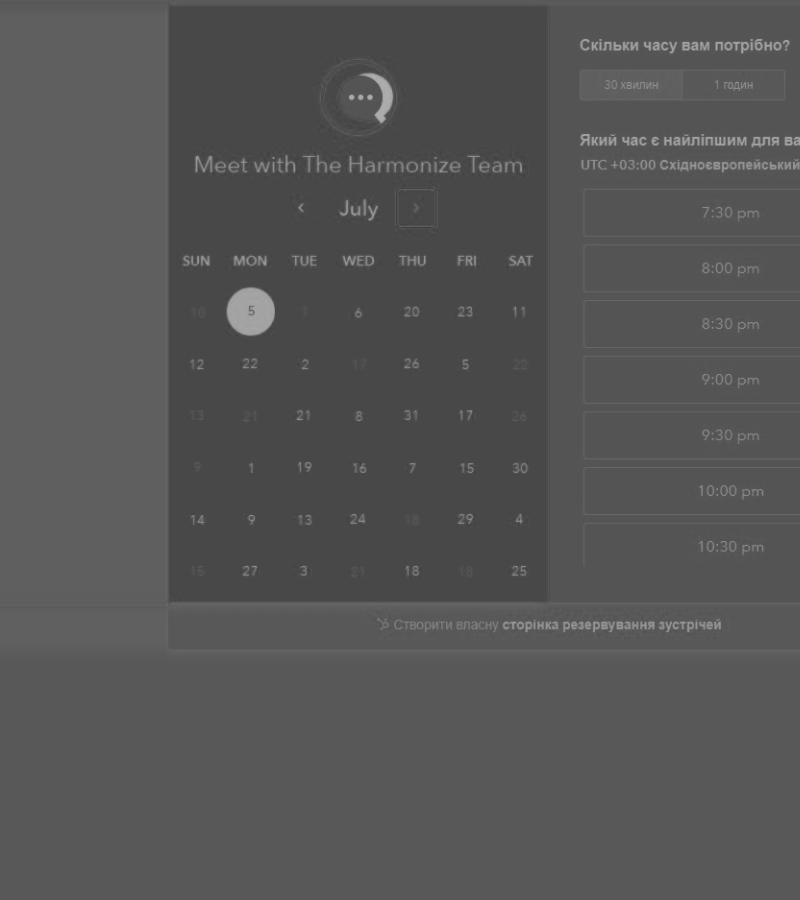 Meet with The Harmonize Team
July
SUN MON TUE WED THU FRI SAT
5 6 20 23 11
12 22 2 17 26 5 22
13 21 21 8 31 17 26
9 1 19 16 7 15 30
14 9 13 24 18 29 4
15 27 3 21 18 18 25
Скільки часу вам потрібно?
30 хвилин 1 годин
Який час є найліпшим для ва
UTC +03:00 Східноєвропейський
7:30 pm
8:00 pm
8:30 pm
9:00 pm
9:30 pm
10:00 pm
10:30 pm
Створити власну сторінка резервування зустрічей